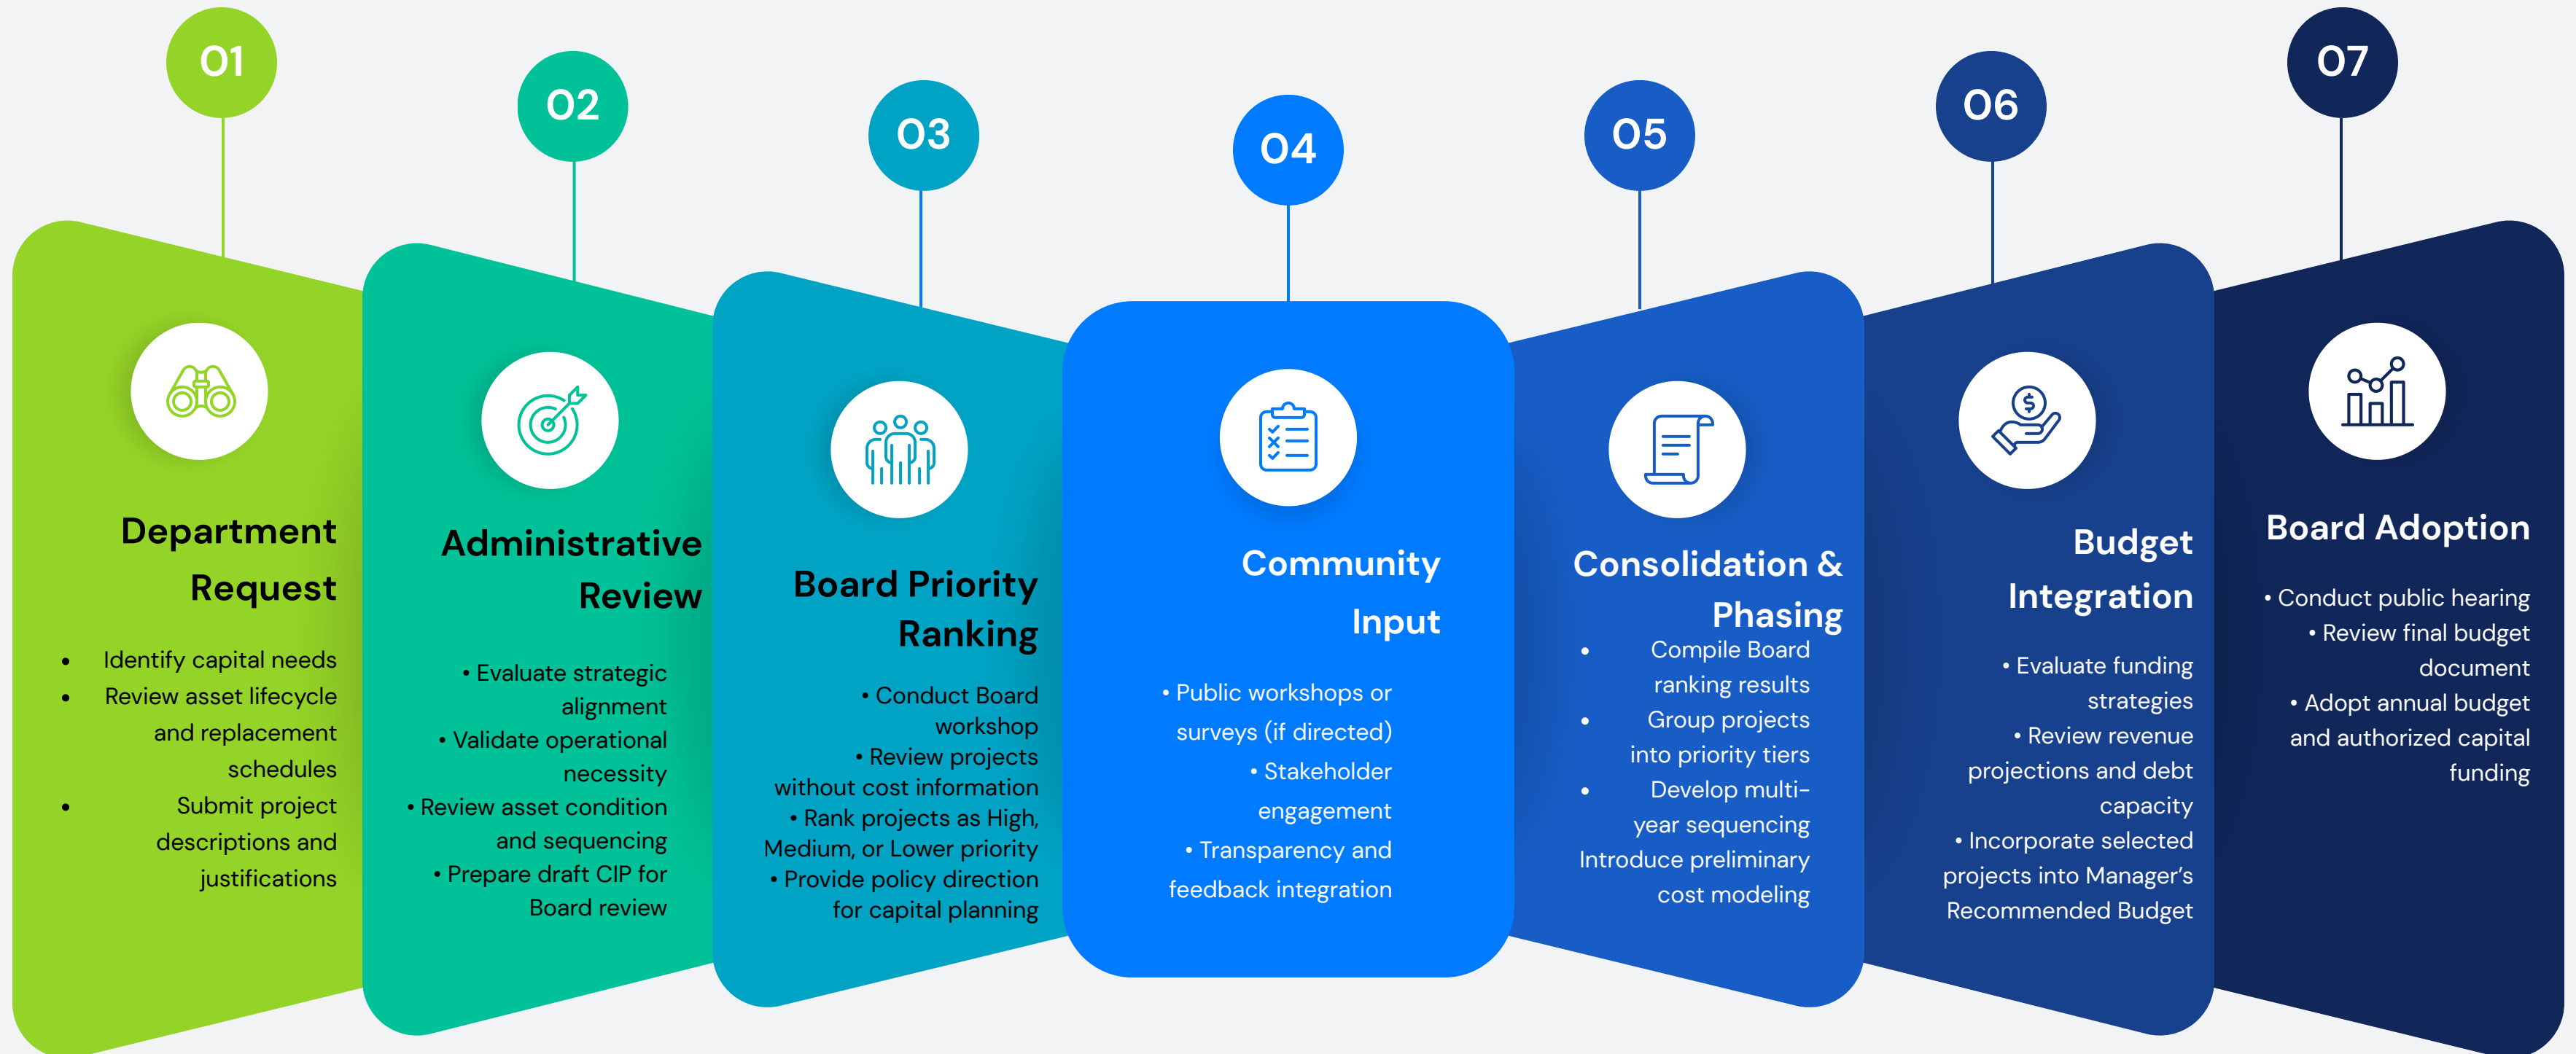 01
Department
Request
• Identify capital needs
• Review asset lifecycle
and replacement
schedules
• Submit project
descriptions and
justifications
02
Administrative
Review
• Evaluate strategic
alignment
• Validate operational
necessity
• Review asset condition
and sequencing
• Prepare draft CIP for
Board review
03
Board Priority
Ranking
• Conduct Board
workshop
• Review projects
without cost information
• Rank projects as High,
Medium, or Lower priority
• Provide policy direction
for capital planning
04
Community
Input
• Public workshops or
surveys (if directed)
• Stakeholder
engagement
• Transparency and
feedback integration
05
Consolidation &
Phasing
• Compile Board
ranking results
• Group projects
into priority tiers
• Develop multi-
year sequencing
Introduce preliminary
cost modeling
06
$
Budget
Integration
• Evaluate funding
strategies
• Review revenue
projections and debt
capacity
• Incorporate selected
projects into Manager’s
Recommended Budget
07
Board Adoption
• Conduct public hearing
• Review final budget
document
• Adopt annual budget
and authorized capital
funding